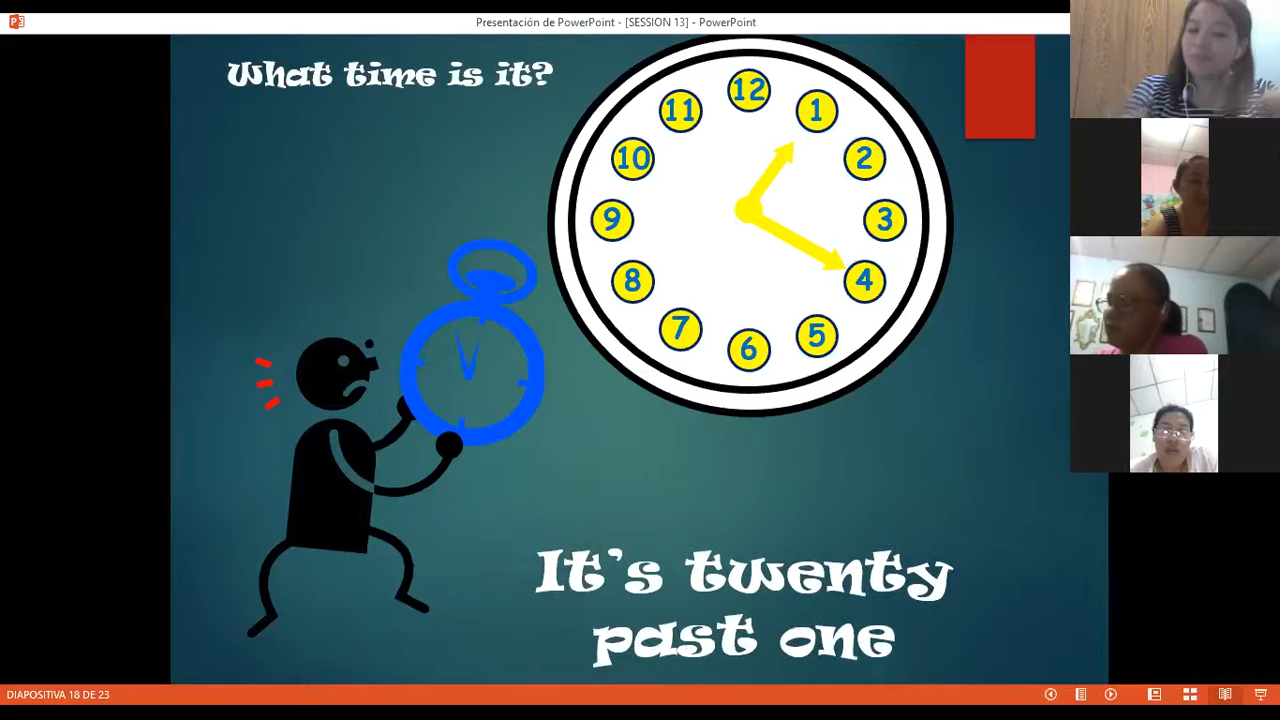 Presentación de PowerPoint - [SESSION 13] - PowerPoint
What time is it?
12
11
1
10
2
9
3
8
4
7
5
6
It's twenty
past one
DIAPOSITIVA 18 DE 23